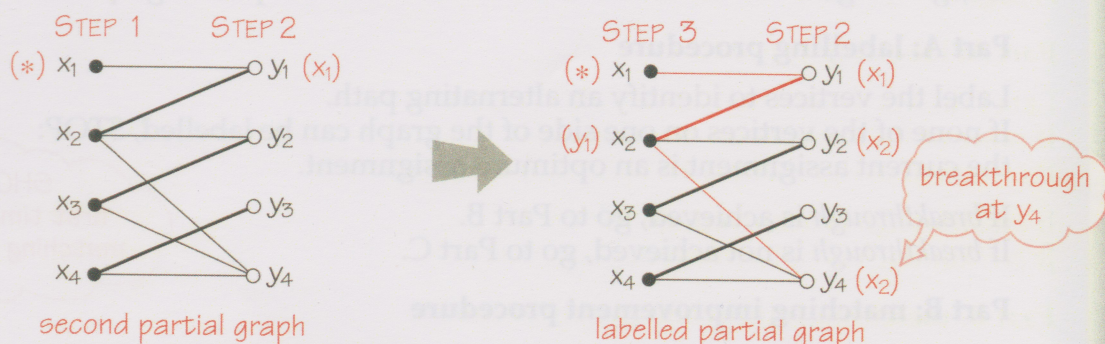 STEP 1 STEP 2
(*) x1 y1 (x1)
x2 y2
x3 y3
x4 y4
second partial graph
STEP 3 STEP 2
(*) x1 y1 (x1)
(y1) x2 y2 (x2)
x3 y3
x4 y4 (x2)
labelled partial graph
breakthrough
at y4
Part A: labelling procedure
Label the vertices to identify an alternating path.
If none of the vertices on one side of the graph can be labelled, STOP:
the current assignment is an optimum assignment.
If breakthrough is achieved, go to Part B.
If breakthrough is not achieved, go to Part C.
Part B: matching improvement procedure